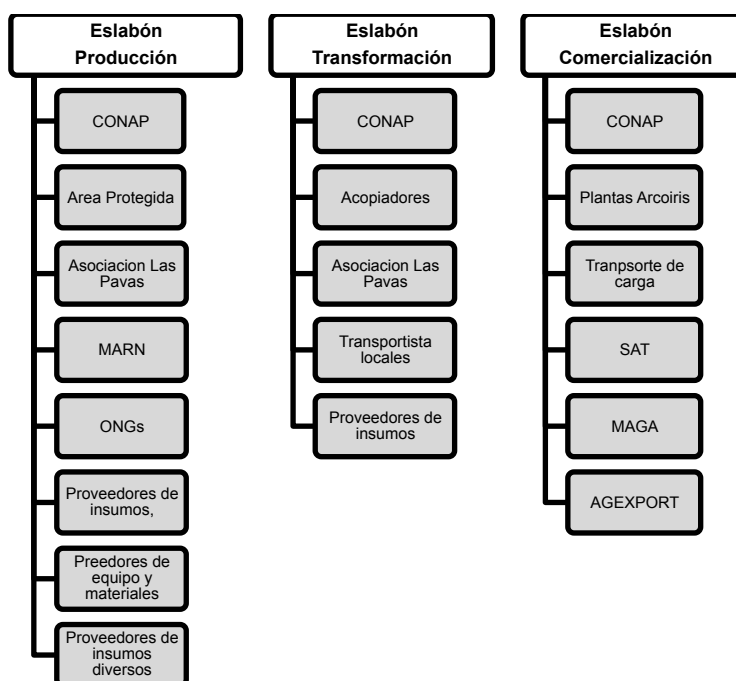 Eslabón
Producción
CONAP
Area Protegida
Asociacion Las
Pavas
MARN
ONGs
Proveedores de
insumos,
Preedores de
equipo y
materiales
Proveedores de
insumos
diversos
Eslabón
Transformación
CONAP
Acopiadores
Asociacion Las
Pavas
Transportista
locales
Proveedores de
insumos
Eslabón
Comercialización
CONAP
Plantas Arcoiris
Tranpsorte de
carga
SAT
MAGA
AGEXPORT